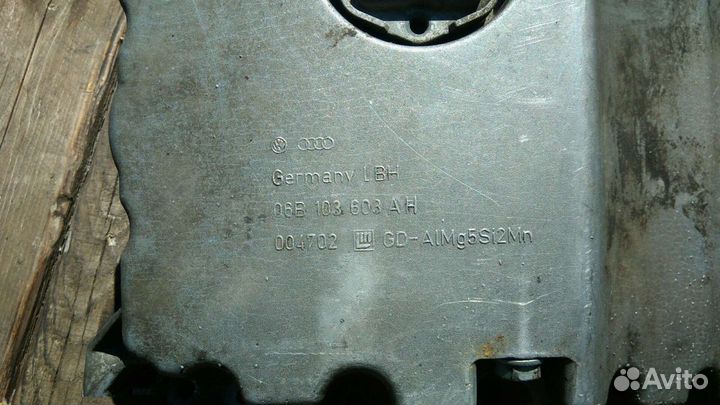 Germany LBH
06B 103 603 AH
004702 GD-AlMg5Si2Mn
Avito